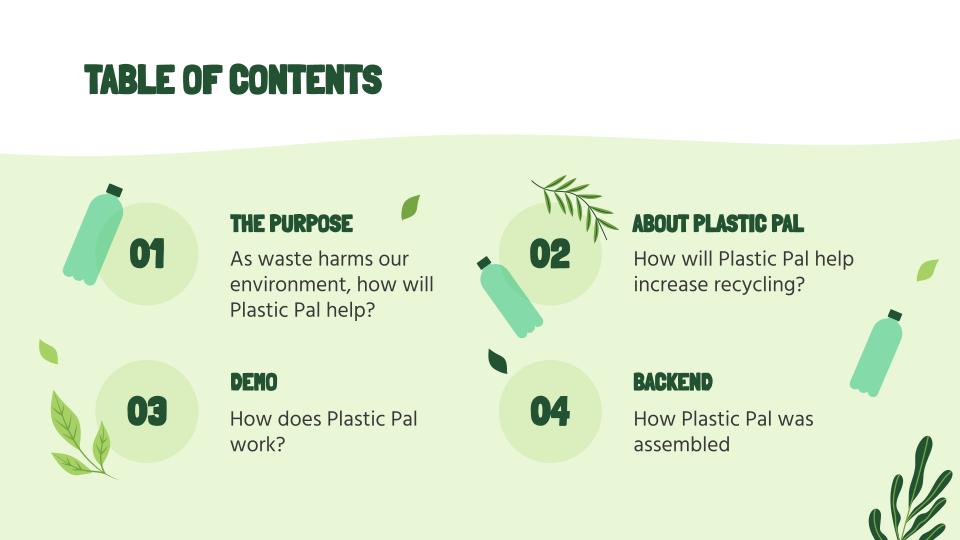 TABLE OF CONTENTS
01
THE PURPOSE
As waste harms our
environment, how will
Plastic Pal help?
02
ABOUT PLASTIC PAL
How will Plastic Pal help
increase recycling?
03
DEMO
How does Plastic Pal
work?
04
BACKEND
How Plastic Pal was
assembled